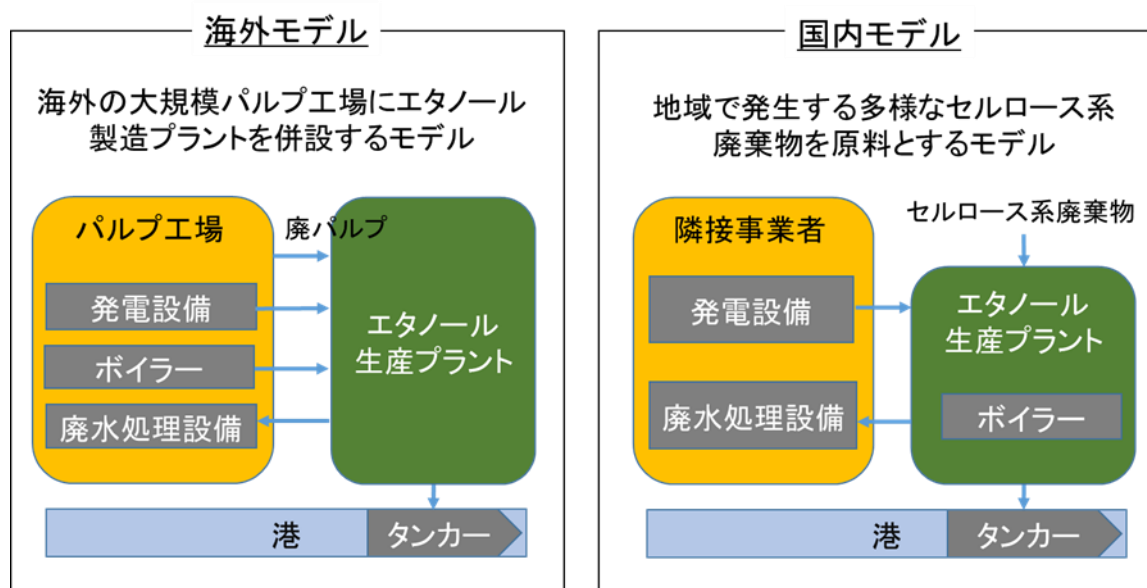 海外モデル
海外の大規模パルプ工場にエタノール
製造プラントを併設するモデル
パルプ工場
廃パルプ
発電設備
ボイラー
廃水処理設備
エタノール
生産プラント
港
タンカー
国内モデル
地域で発生する多様なセルロース系
廃棄物を原料とするモデル
隣接事業者
セルロース系廃棄物
発電設備
廃水処理設備
エタノール
生産プラント
ボイラー
港
タンカー